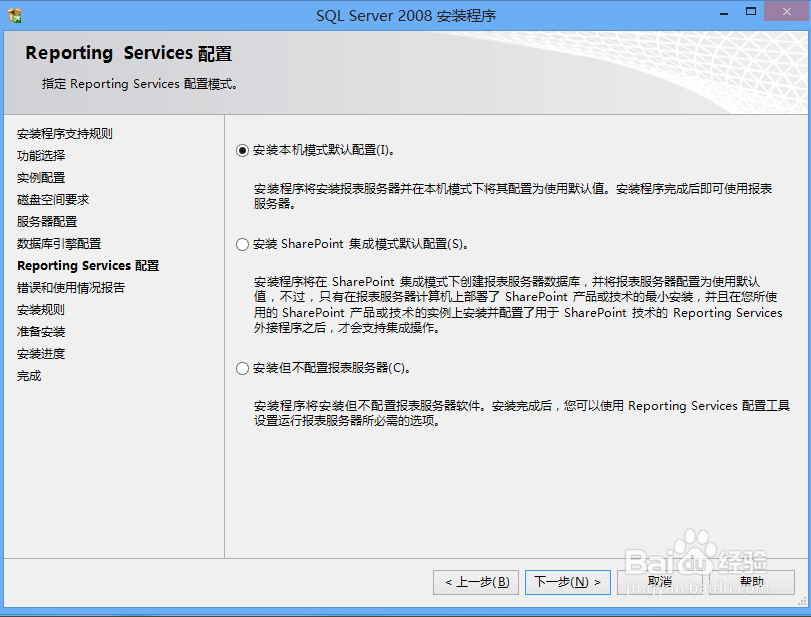 SQL Server 2008 安装程序
Reporting Services 配置
指定 Reporting Services 配置模式。
安装程序支持规则
功能选择
实例配置
磁盘空间要求
服务器配置
数据库引擎配置
Reporting Services 配置
错误和使用情况报告
安装规则
准备安装
安装进度
完成
安装本机模式默认配置(I)。
安装程序将安装报表服务器并在本机模式下将其配置为使用默认值。安装程序完成后即可使用报表
服务器。
安装 SharePoint 集成模式默认配置(S)。
安装程序将在 SharePoint 集成模式下创建报表服务器数据库，并将报表服务器配置为使用默认
值，不过，只有在报表服务器计算机上部署了 SharePoint 产品或技术的最小安装，并且在您所使
用的 SharePoint 产品或技术的实例上安装并配置了用于 SharePoint 技术的 Reporting Services
外接程序之后，才会支持集成操作。
安装但不配置报表服务器(C)。
安装程序将安装但不配置报表服务器软件。安装完成后，您可以使用 Reporting Services 配置工具
设置运行报表服务器所必需的选项。
< 上一步(B) 下一步(N) > 取消 帮助
Baidu 经验
jingyan.baidu.com